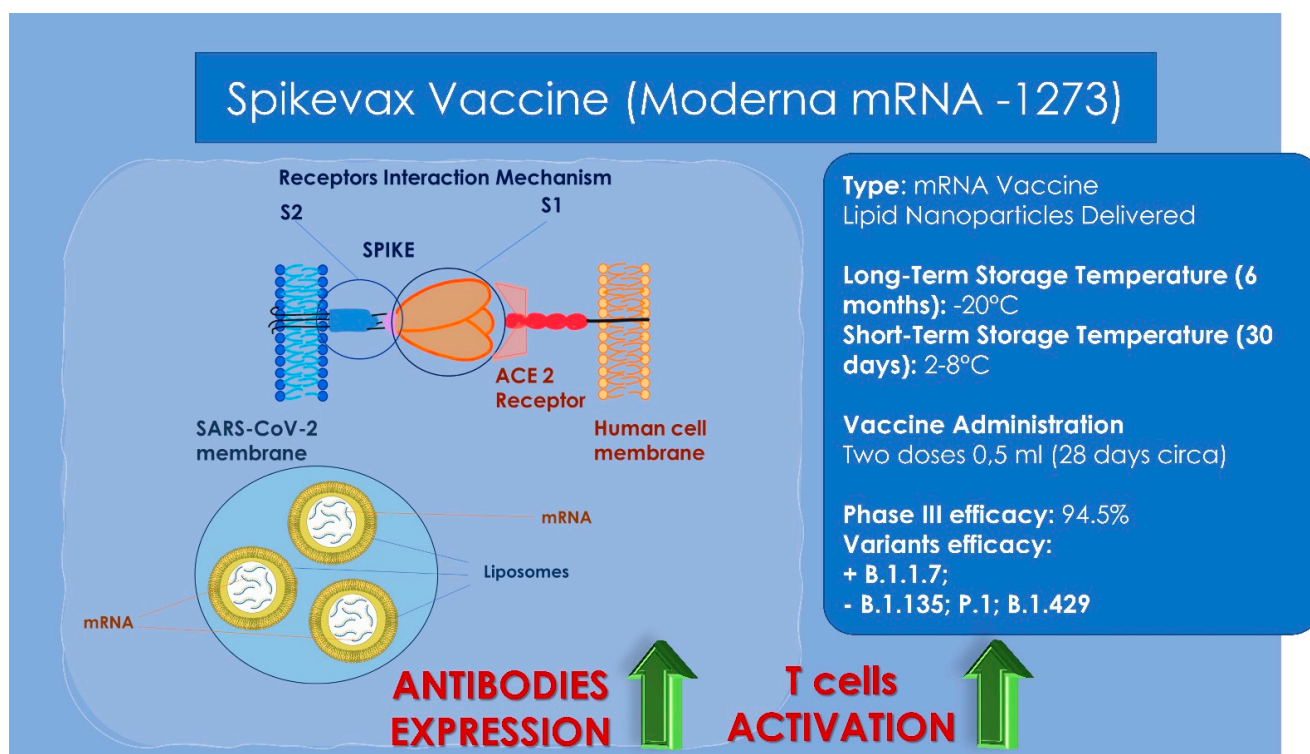 Spikevax Vaccine (Moderna mRNA -1273)
Receptors Interaction Mechanism
S2
S1
SPIKE
ACE 2
Receptor
SARS-CoV-2
membrane
Human cell
membrane
mRNA
Liposomes
mRNA
ANTIBODIES
EXPRESSION
T cells
ACTIVATION
Type: mRNA Vaccine
Lipid Nanoparticles Delivered
Long-Term Storage Temperature (6
months): -20°C
Short-Term Storage Temperature (30
days): 2-8°C
Vaccine Administration
Two doses 0,5 ml (28 days circa)
Phase III efficacy: 94.5%
Variants efficacy:
+ B.1.1.7;
- B.1.135; P.1; B.1.429